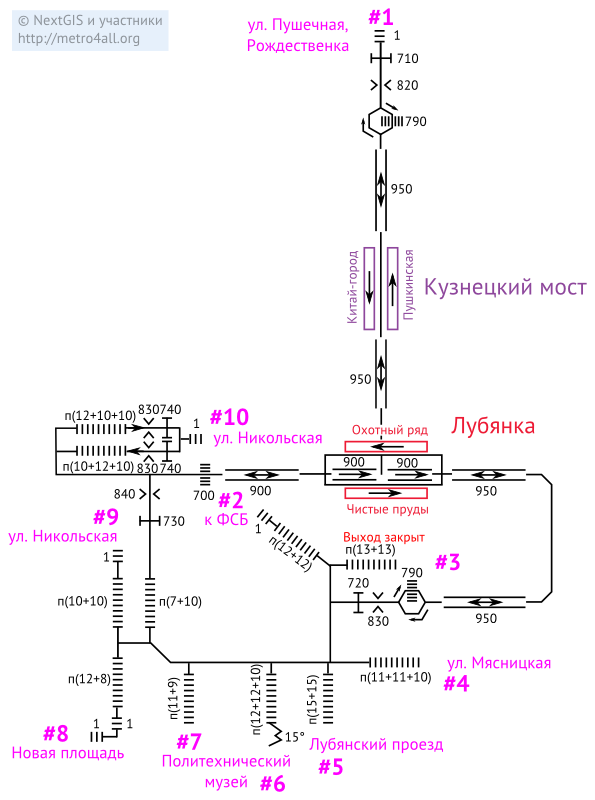 © NextGIS и участники
http://metro4all.org
#1
ул. Пушечная,
Рождественка
1
710
820
790
950
Китай-город
Пушкинская
Кузнецкий мост
950
Лубянка
Охотный ряд
900
900
Чистые пруды
950
п(12+10+10)
830
740
1
#10
ул. Никольская
п(10+12+10)
830
740
840
700
#2
к ФСБ
900
1
п(12+12)
#9
ул. Никольская
730
1
п(10+10)
п(7+10)
Выход закрыт
п(13+13)
#3
790
720
830
950
п(12+8)
1
1
#8
Новая площадь
п(11+9)
#7
Политехнический
музей
#6
п(12+12+10)
15°
п(15+15)
Лубянский проезд
#5
п(11+11+10)
ул. Мясницкая
#4